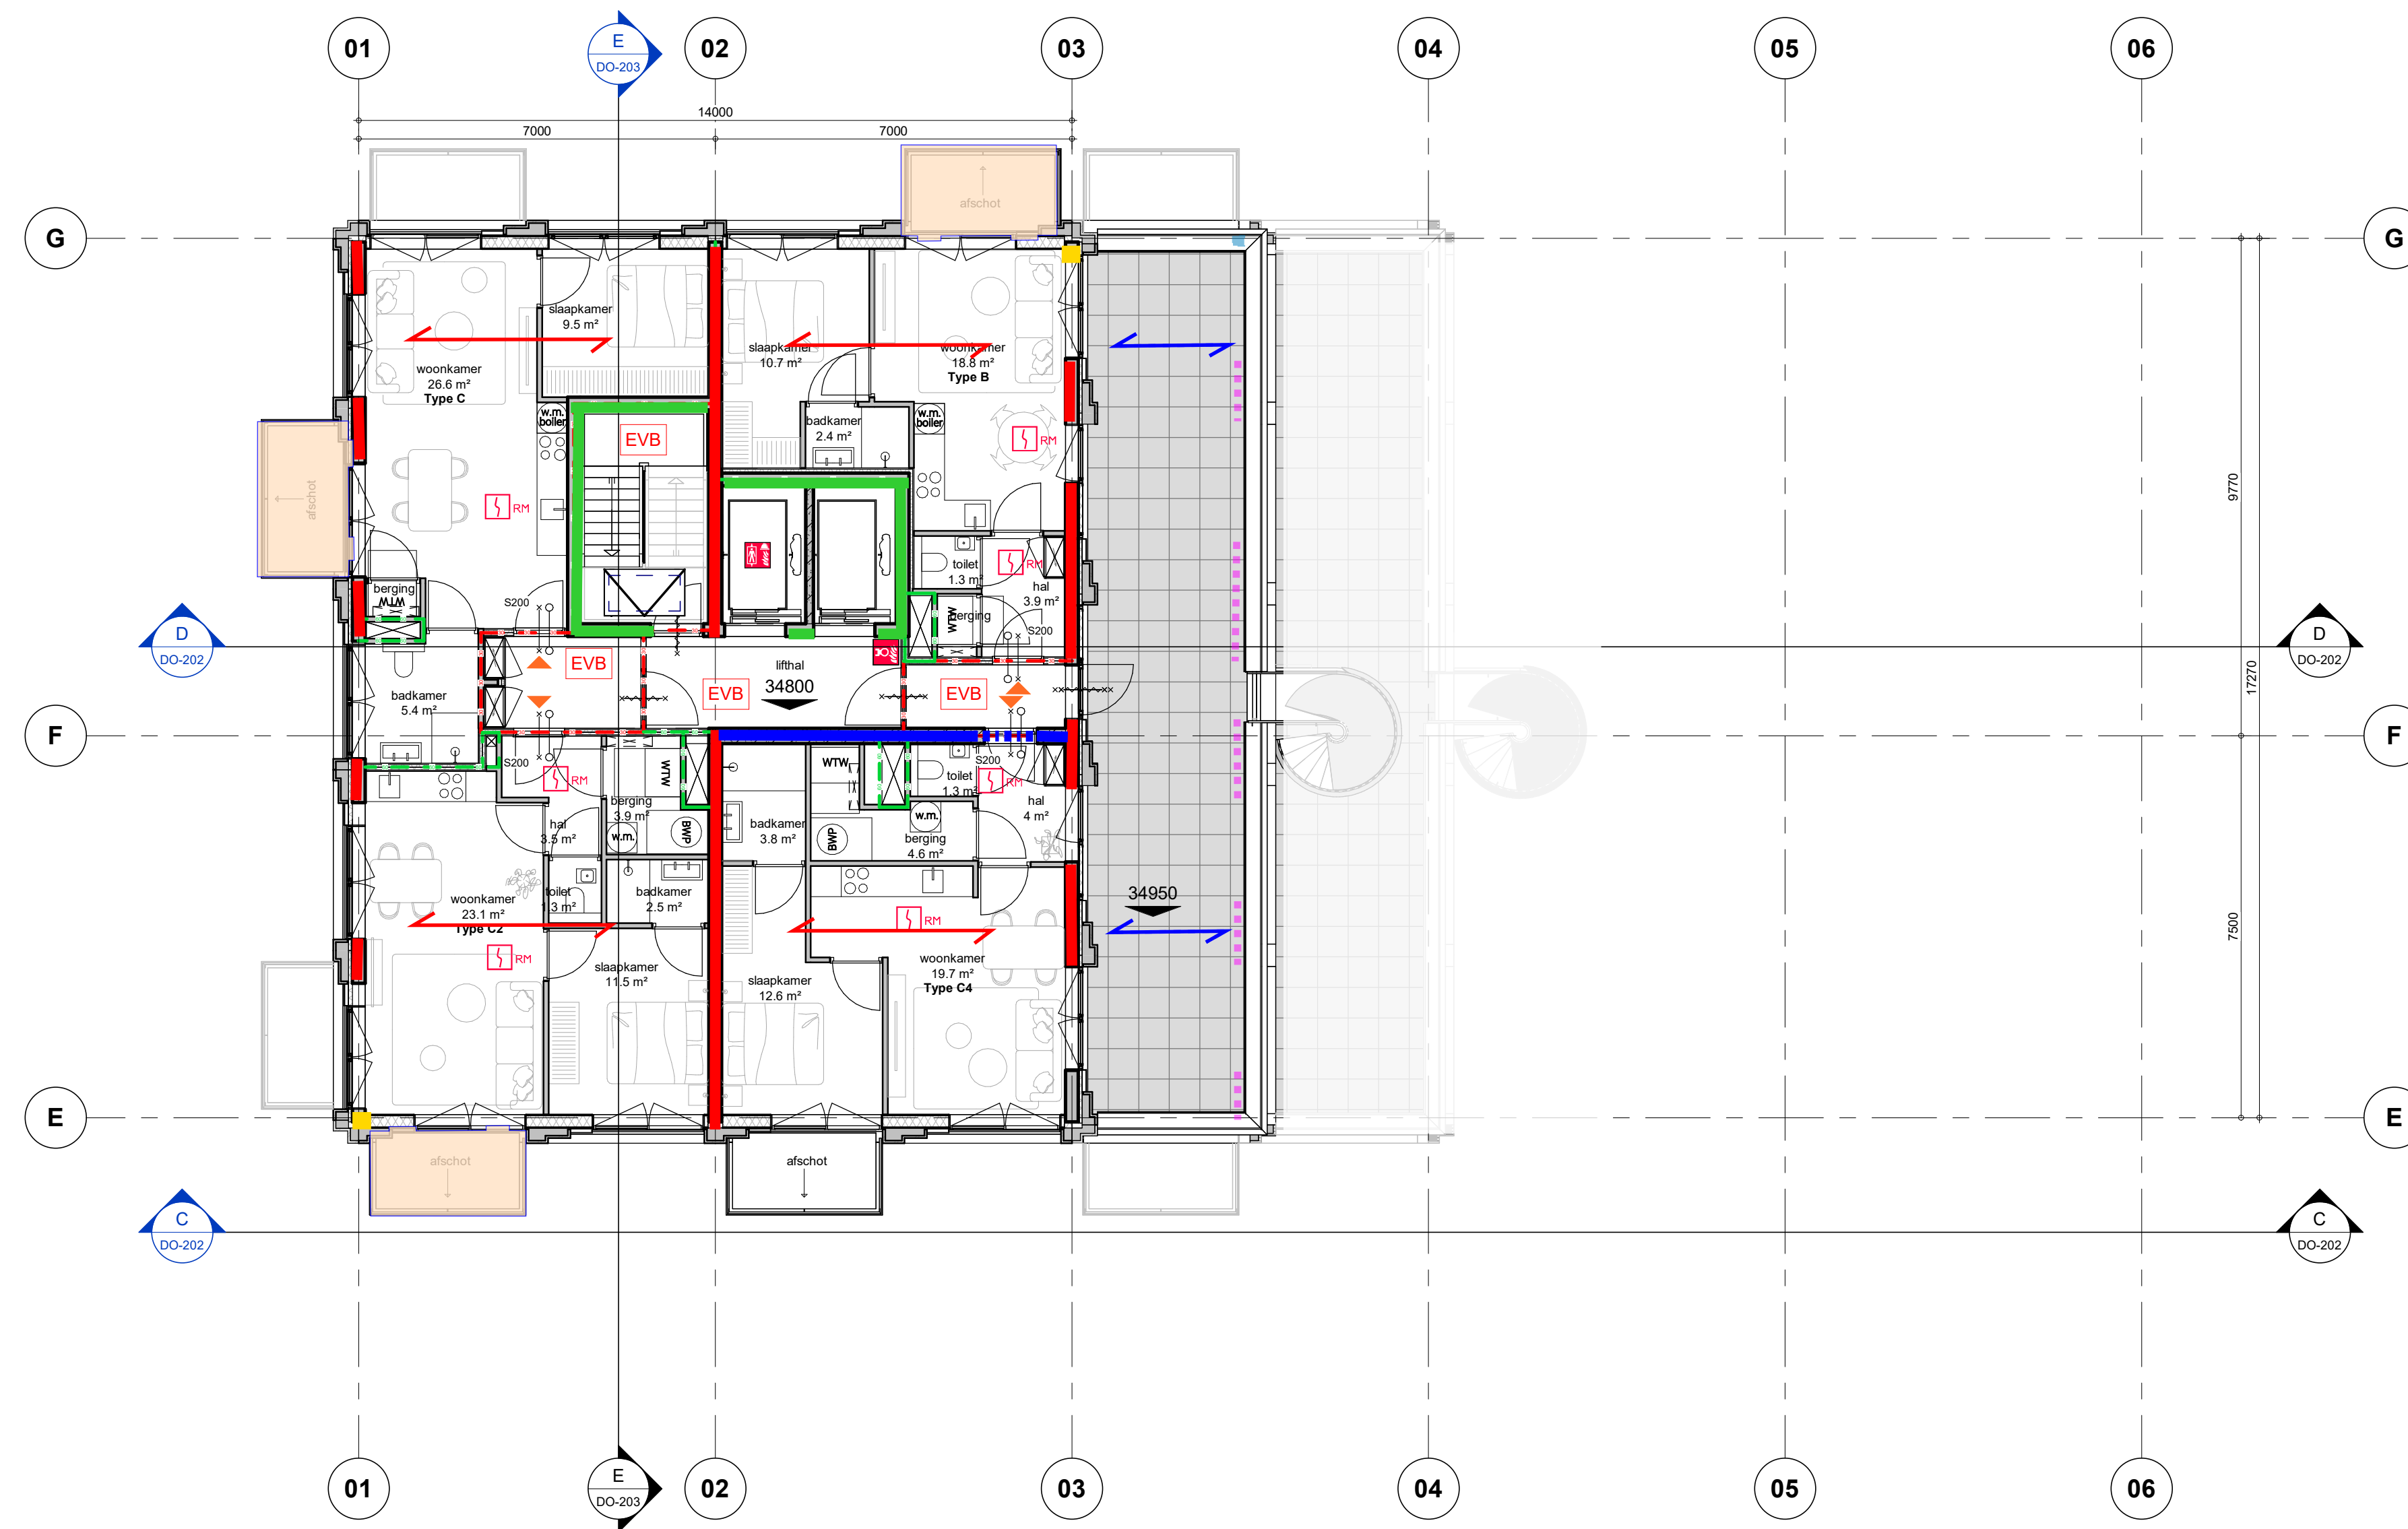 01
E
DO-203
02
03
04
05
06
14000
7000
7000
afschot
G
G
slaapkamer
9.5 m²
woonkamer
26.6 m²
Type C
slaapkamer
10.7 m²
woonkamer
18.8 m²
Type B
w.m.
boiler
EVB
badkamer
2.4 m²
w.m.
boiler
RM
9770
afschot
RM
toilet
1.3 m²
RM
hal
3.9 m²
berging
WTW
S200
WTW
berging
S200
D
DO-202
D
DO-202
EVB
lifthal
34800
EVB
EVB
17270
badkamer
5.4 m²
F
F
S200
RM
WTW
WTW
S200
toilet
1.3 m²
RM
berging
3.9 m²
hal
3.5 m²
w.m.
BWP
badkamer
3.8 m²
BWP
w.m.
berging
4.6 m²
hal
4 m²
toilet
1.3 m²
badkamer
2.5 m²
woonkamer
23.1 m²
Type C2
RM
34950
7500
RM
slaapkamer
11.5 m²
slaapkamer
12.6 m²
woonkamer
19.7 m²
Type C4
E
E
afschot
afschot
C
DO-202
C
DO-202
01
E
DO-203
02
03
04
05
06